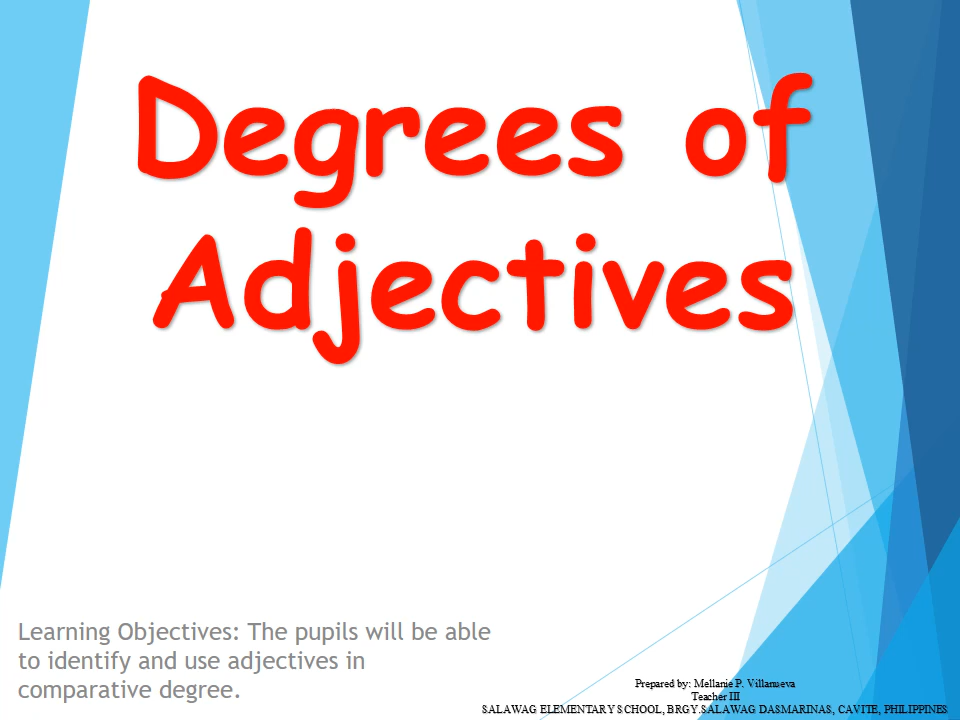 Degrees of
Adjectives
Learning Objectives: The pupils will be able
to identify and use adjectives in
comparative degree.
Prepared by: Mellanie P. Villanueva
Teacher III
SALAWAG ELEMENTARY SCHOOL, BRGY.SALAWAG DASMARINAS, CAVITE, PHILIPPINES